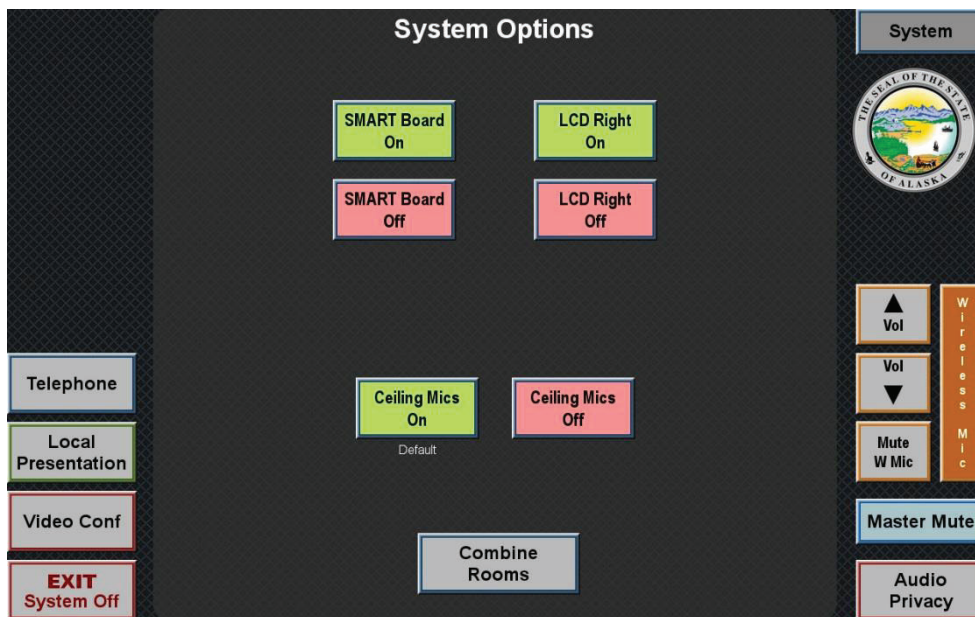 System Options
System
THE SEAL OF THE STATE
OF ALASKA
SMART Board
On
LCD Right
On
SMART Board
Off
LCD Right
Off
Vol
Vol
Wireless Mic
Mute
W Mic
Telephone
Local
Presentation
Video Conf
EXIT
System Off
Ceiling Mics
On
Default
Ceiling Mics
Off
Combine
Rooms
Master Mute
Audio
Privacy